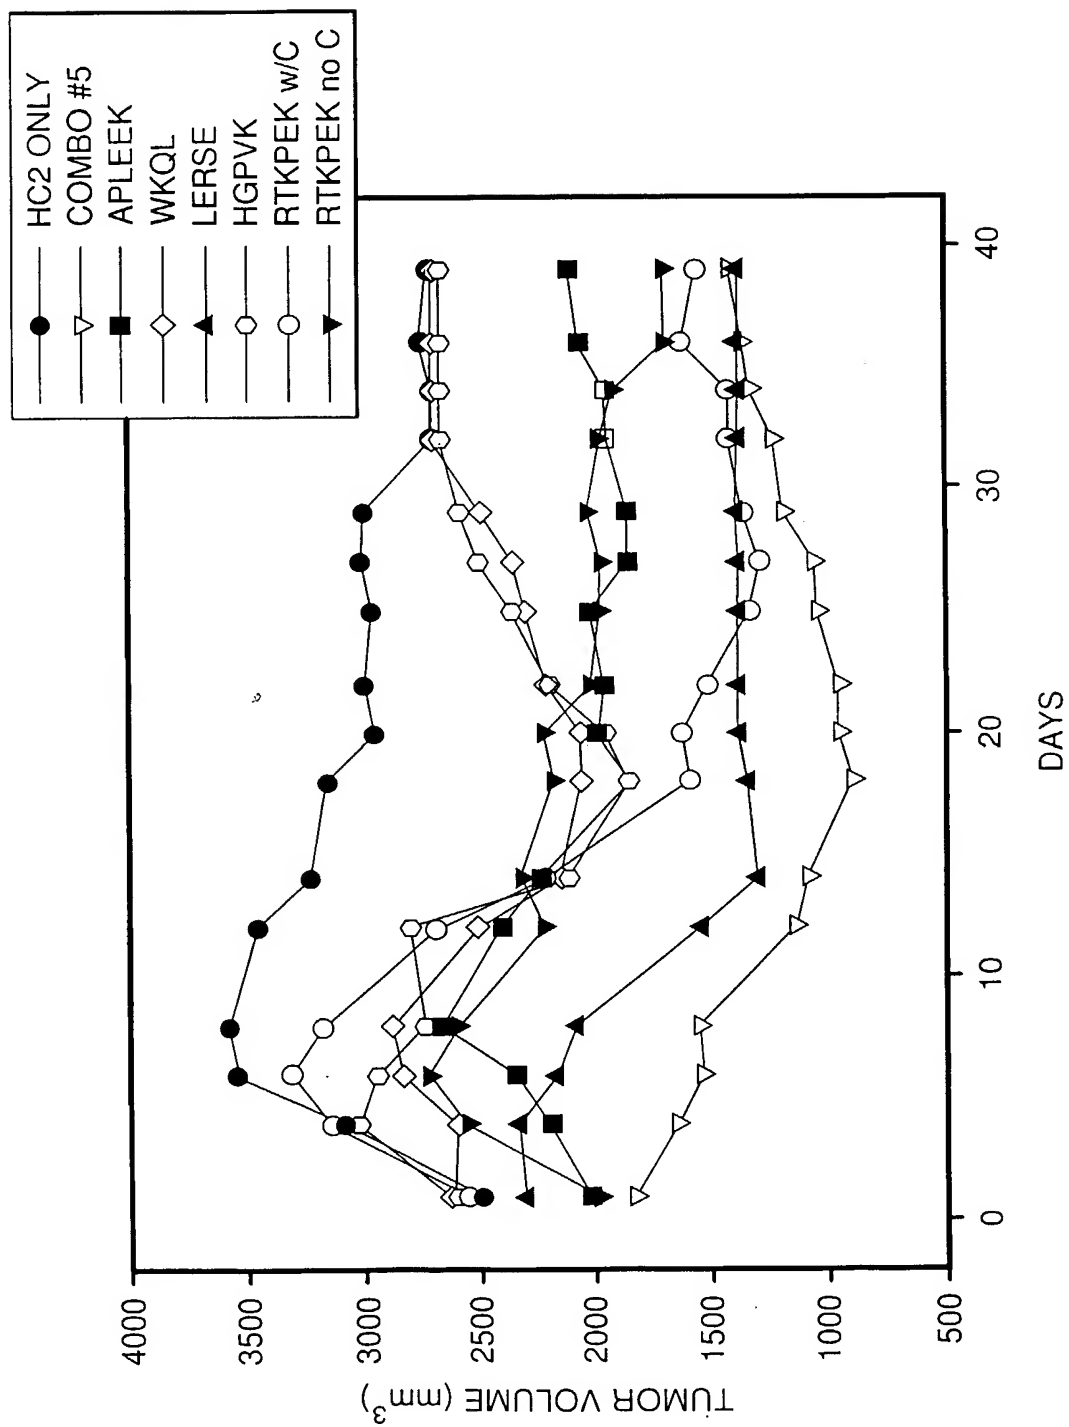 HC2 ONLY
COMBO #5
APLEEK
WKQL
LERSE
HGPVK
RTKPEK w/C
RTKPEK no C
TUMOR VOLUME (mm³)
4000
3500
3000
2500
2000
1500
1000
500
0
10
20
30
40
DAYS